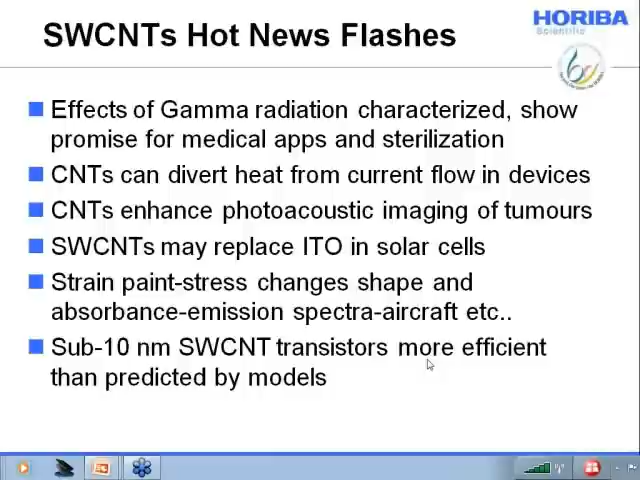 SWCNTs Hot News Flashes
HORIBA
Scientific
Effects of Gamma radiation characterized, show
promise for medical apps and sterilization
CNTs can divert heat from current flow in devices
CNTs enhance photoacoustic imaging of tumours
SWCNTs may replace ITO in solar cells
Strain paint-stress changes shape and
absorbance-emission spectra-aircraft etc..
Sub-10 nm SWCNT transistors more efficient
than predicted by models